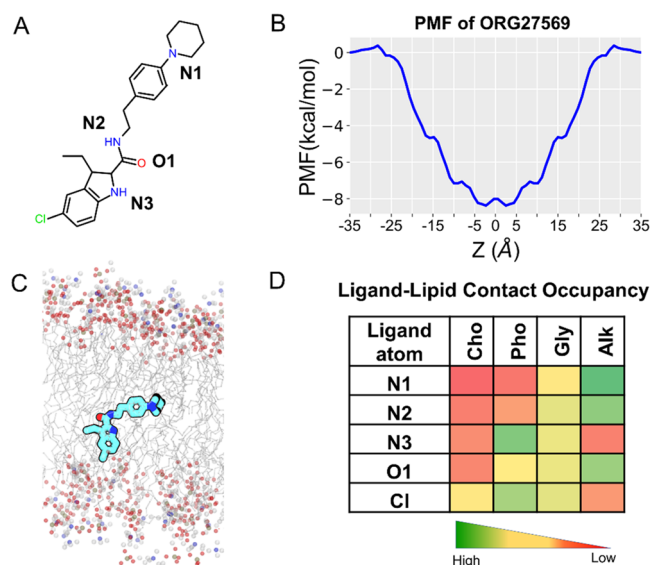 A
N
N1
N2
HN
O
O1
NH
N3
Cl
B
PMF of ORG27569
PMF(kcal/mol)
0
−2
−4
−6
−8
-35 -25 -15 -5 0 5 15 25 35
Z (Å)
C
D
Ligand-Lipid Contact Occupancy
Ligand atom Cho Pho Gly Alk
N1
N2
N3
O1
Cl
High Low